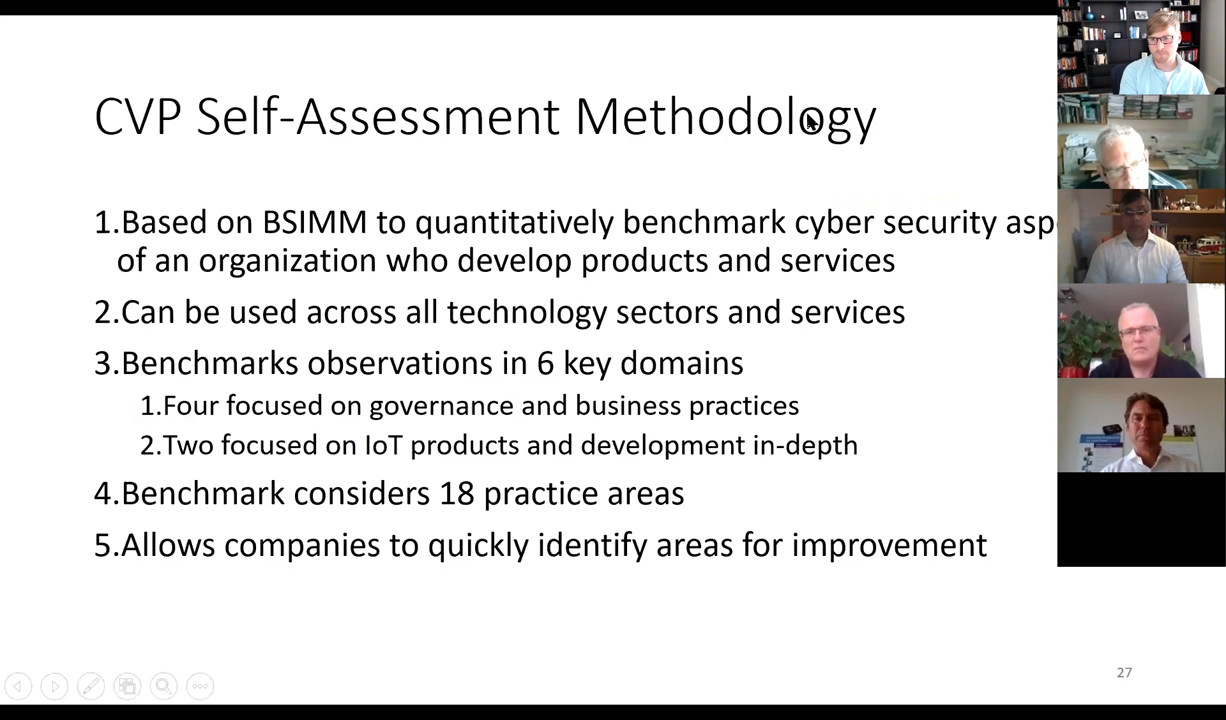 CVP Self-Assessment Methodology
1.Based on BSIMM to quantitatively benchmark cyber security
of an organization who develop products and services
2.Can be used across all technology sectors and services
3.Benchmarks observations in 6 key domains
1.Four focused on governance and business practices
2.Two focused on IoT products and development in-depth
4.Benchmark considers 18 practice areas
5.Allows companies to quickly identify areas for improvement
27